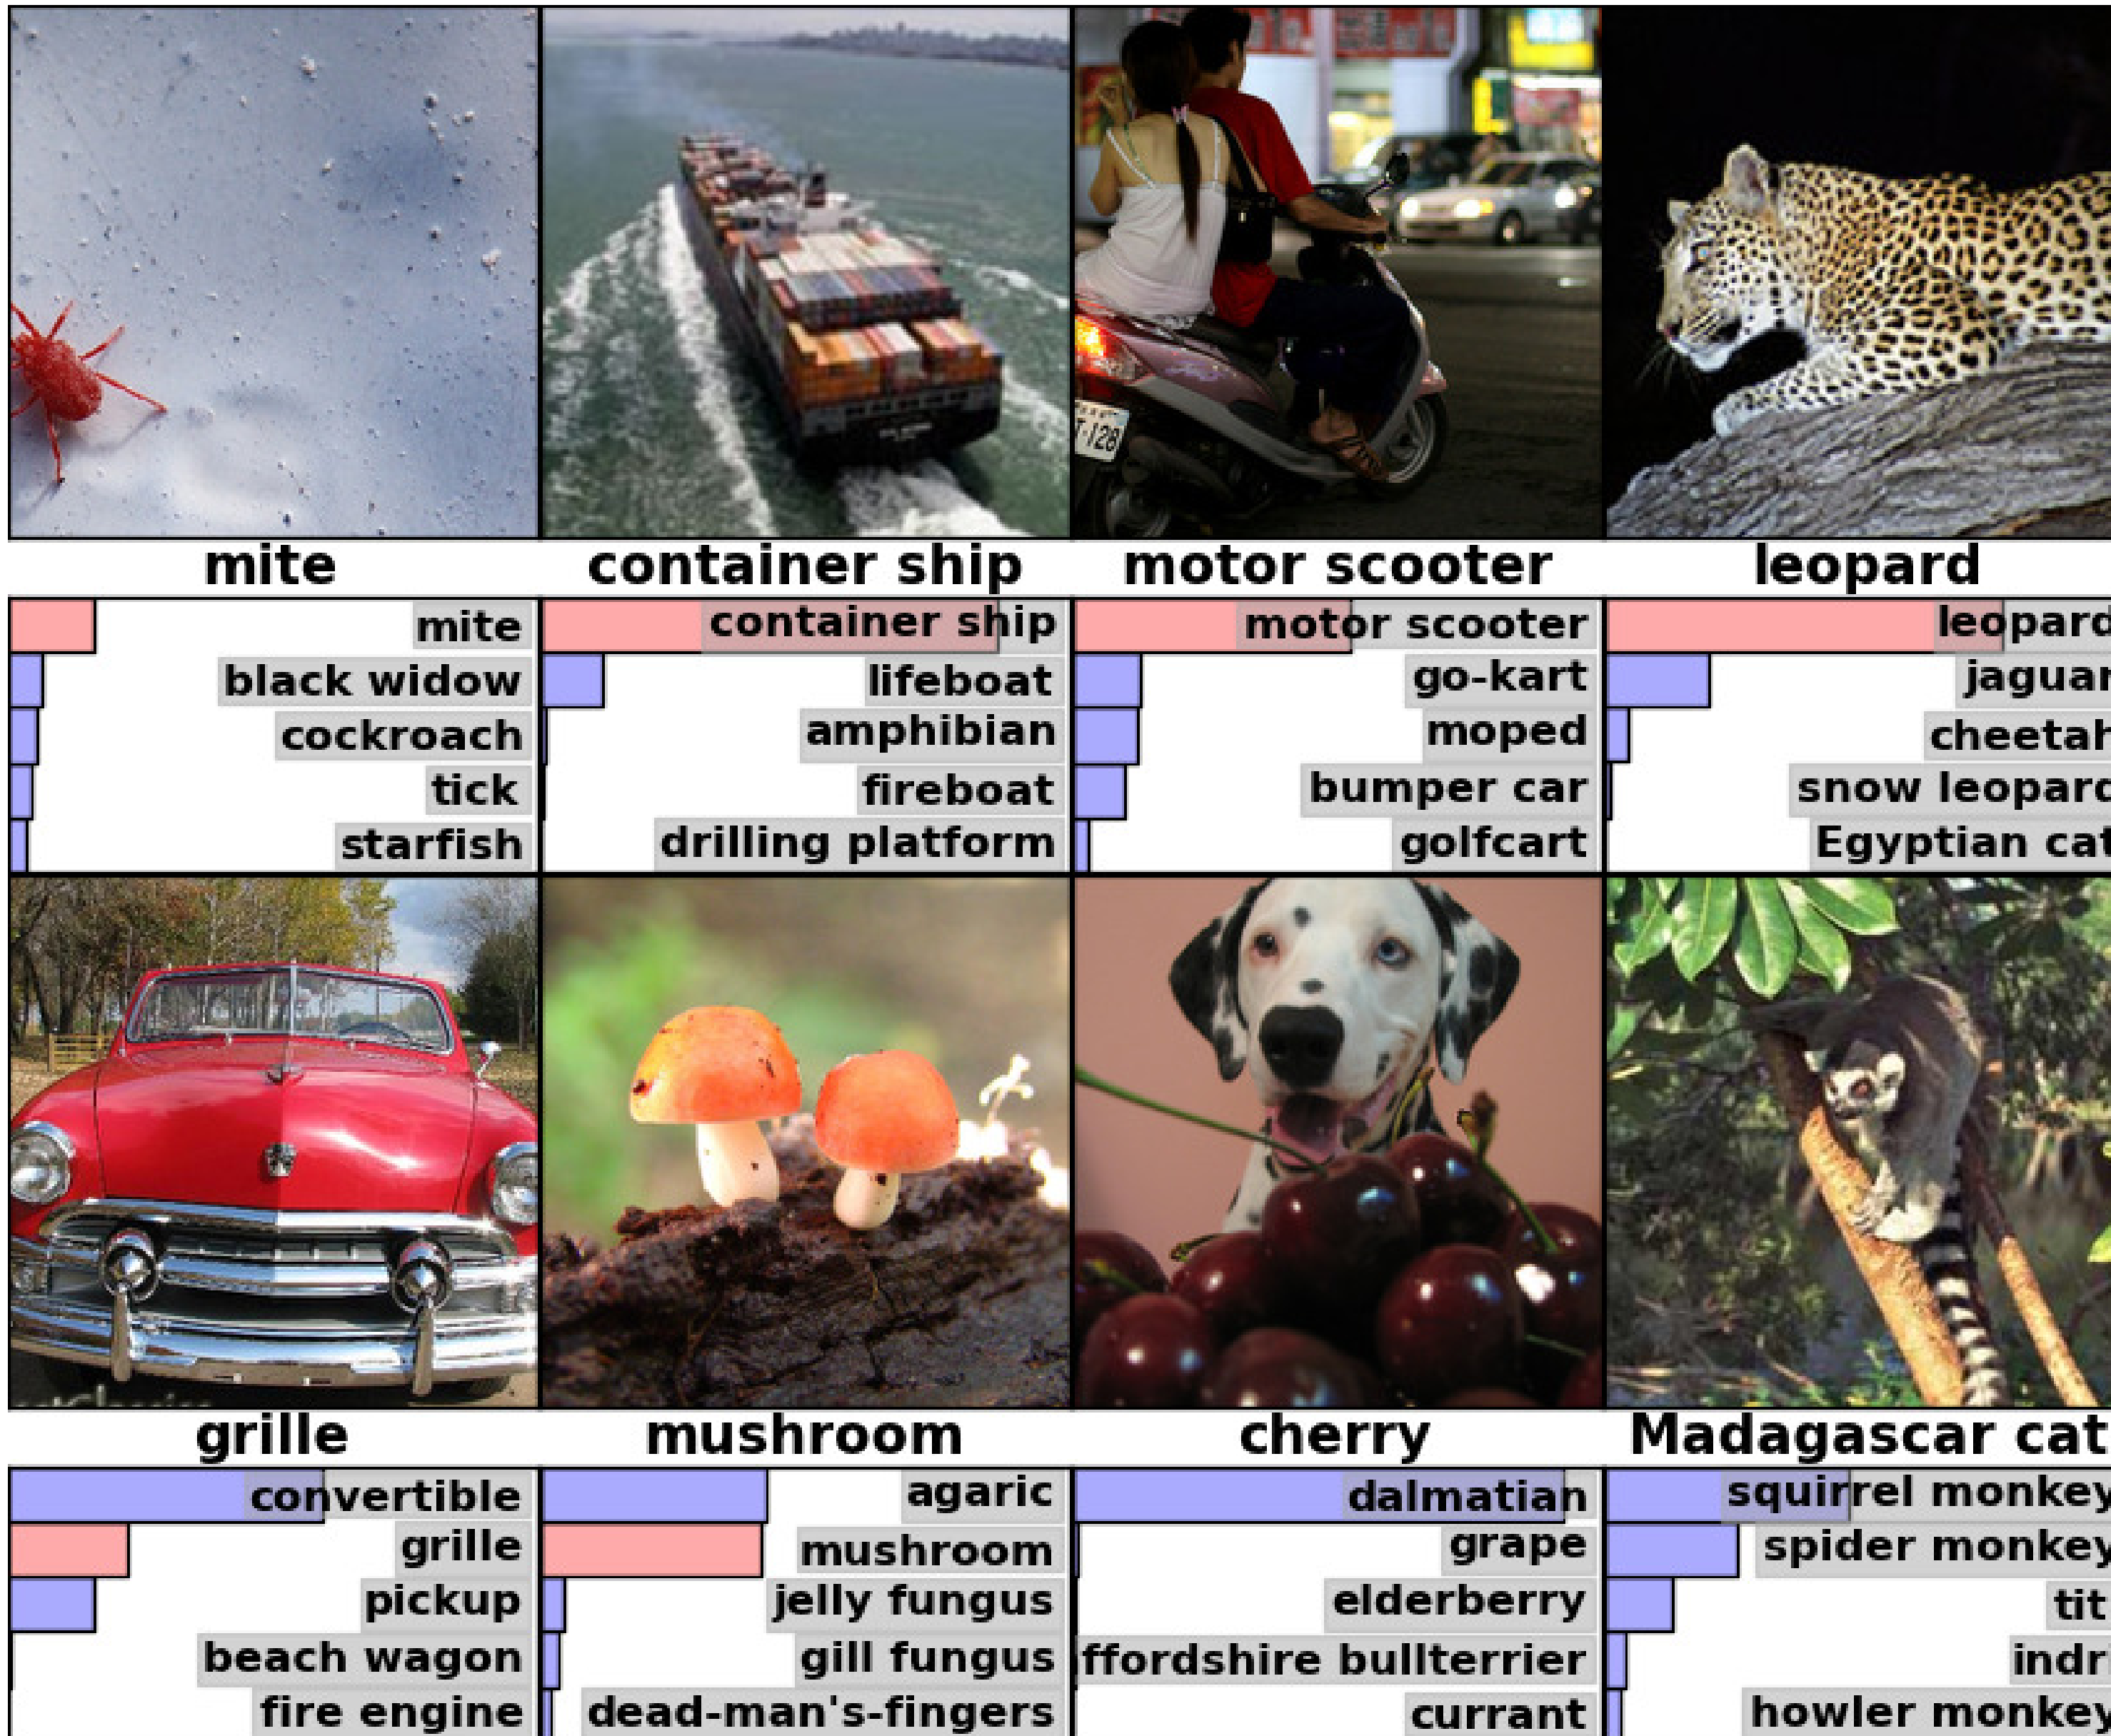 T-128
mite
container ship
motor scooter
leopard
mite
black widow
cockroach
tick
starfish
container ship
lifeboat
amphibian
fireboat
drilling platform
motor scooter
go-kart
moped
bumper car
golfcart
leopard
jaguar
cheetah
snow leopard
Egyptian cat
grille
mushroom
cherry
Madagascar cat
convertible
grille
pickup
beach wagon
fire engine
agaric
mushroom
jelly fungus
gill fungus
dead-man's-fingers
dalmatian
grape
elderberry
ffordshire bullterrier
currant
squirrel monkey
spider monkey
tit
indri
howler monkey